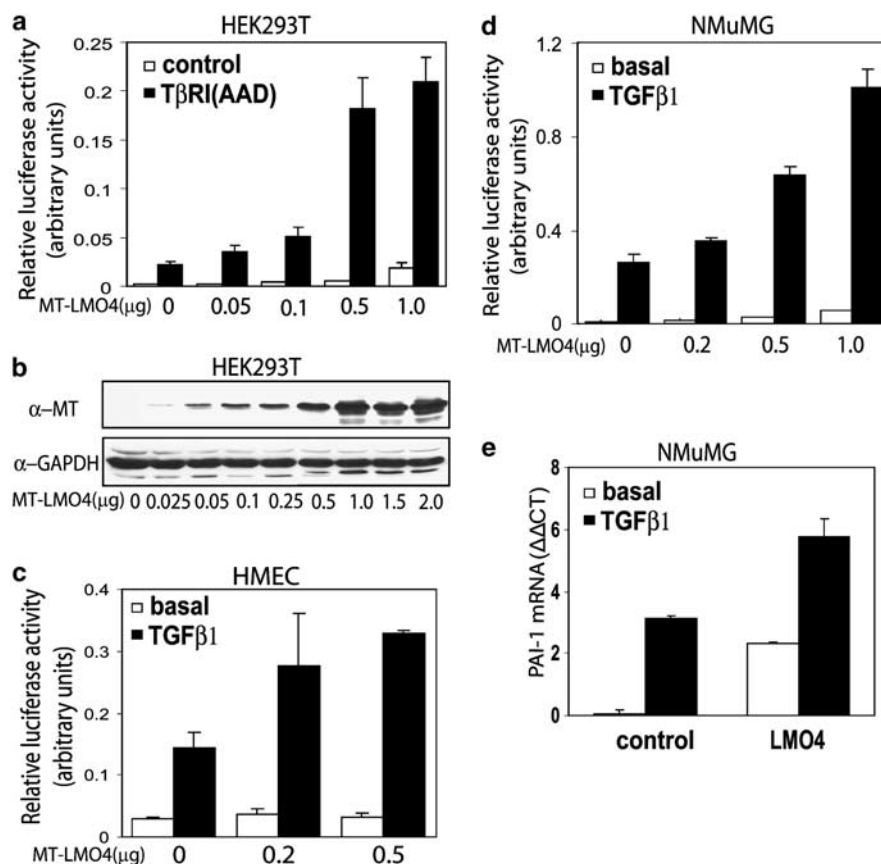 a
HEK293T
Relative luciferase activity
(arbitrary units)
0.25
0.2
0.15
0.1
0.05
0
control
TβRI(AAD)
MT-LMO4(μg)
0 0.05 0.1 0.5 1.0
b
HEK293T
α–MT
α–GAPDH
MT-LMO4(μg) 0 0.025 0.05 0.1 0.25 0.5 1.0 1.5 2.0
c
HMEC
Relative luciferase activity
(arbitrary units)
0.4
0.3
0.2
0.1
0
basal
TGFβ1
MT-LMO4(μg) 0 0.2 0.5
d
NMuMG
Relative luciferase activity
(arbitrary units)
1.2
0.8
0.4
0
basal
TGFβ1
MT-LMO4(μg) 0 0.2 0.5 1.0
e
NMuMG
PAI-1 mRNA (ΔΔCT)
8
6
4
2
0
basal
TGFβ1
control LMO4